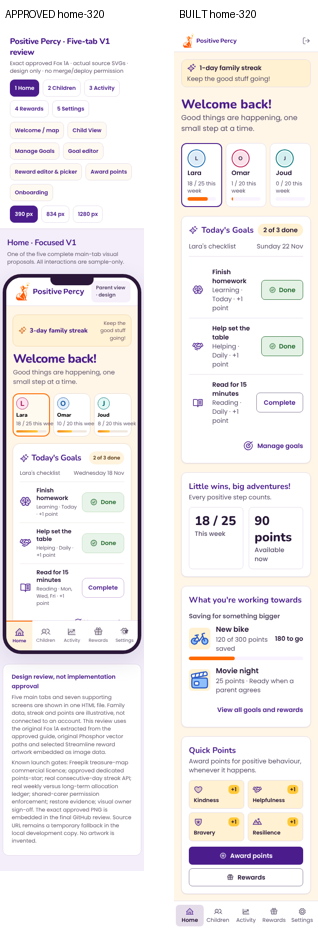 APPROVED home-320
Positive Percy · Five-tab V1
review
Exact approved Fox IA · actual source SVGs ·
design only · no merge/deploy permission
1 Home
2 Children
3 Activity
4 Rewards
5 Settings
Welcome / map
Child View
Manage Goals
Goal editor
Reward editor & picker
Award points
Onboarding
390 px
834 px
1280 px
Home · Focused V1
One of the five complete main-tab visual
proposals. All interactions are sample-only.
Positive Percy
Parent view
· design
3-day family streak
Keep the
good stuff
going!
Welcome back!
Good things are happening, one
small step at a time.
L
Lara
18 / 25 this week
O
Omar
10 / 20 this week
J
Joud
8 / 20 this week
Today's Goals
2 of 3 done
Lara's checklist
Wednesday 18 Nov
Finish
homework
Learning · Today
· +1 point
Done
Help set the
table
Helping · Daily ·
+1 point
Done
Read for 15
minutes
Reading · Mon,
Wed, Fri · +1
point
Complete
Home
Children
Activity
Rewards
Settings
Design review, not implementation
approval
Five main tabs and seven supporting
screens are shown in one HTML file. Family
data, streak and points are illustrative, not
connected to an account. This review uses
the original Fox IA extracted from the
approved guide, original Phosphor vector
paths and selected Streamline reward
artwork embedded as image data.
Known launch gates: Freepik treasure-map
commercial licence; approved dedicated
points-star; real consecutive-day streak API;
real weekly versus long-term allocation
ledger; shared-carer permission
enforcement; restore evidence; visual owner
sign-off. The exact approved PNG is
embedded in the final GitHub review. Source
URL remains a temporary fallback in the
local development copy. No artwork is
invented.
BUILT home-320
Positive Percy
1-day family streak
Keep the good stuff going!
Welcome back!
Good things are happening, one
small step at a time.
L
Lara
18 / 25 this
week
O
Omar
1 / 20 this
week
J
Joud
0 / 20 this
week
Today's Goals
2 of 3 done
Lara's checklist
Sunday 22 Nov
Finish
homework
Learning ·
Today · +1
point
Done
Help set the
table
Helping ·
Daily · +1
point
Done
Read for 15
minutes
Reading ·
Daily · +1
point
Complete
Manage goals
Little wins, big adventures!
Every positive step counts.
18 / 25
This week
90
points
Available
now
What you're working towards
Saving for something bigger
New bike
120 of 300 points
saved
180 to go
Movie night
25 points · Ready when a
parent agrees
View all goals and rewards
Quick Points
Award points for positive behaviour,
whenever it happens.
+1
Kindness
+1
Helpfulness
+1
Bravery
+1
Resilience
Award points
Rewards
Home
Children
Activity
Rewards
Settings